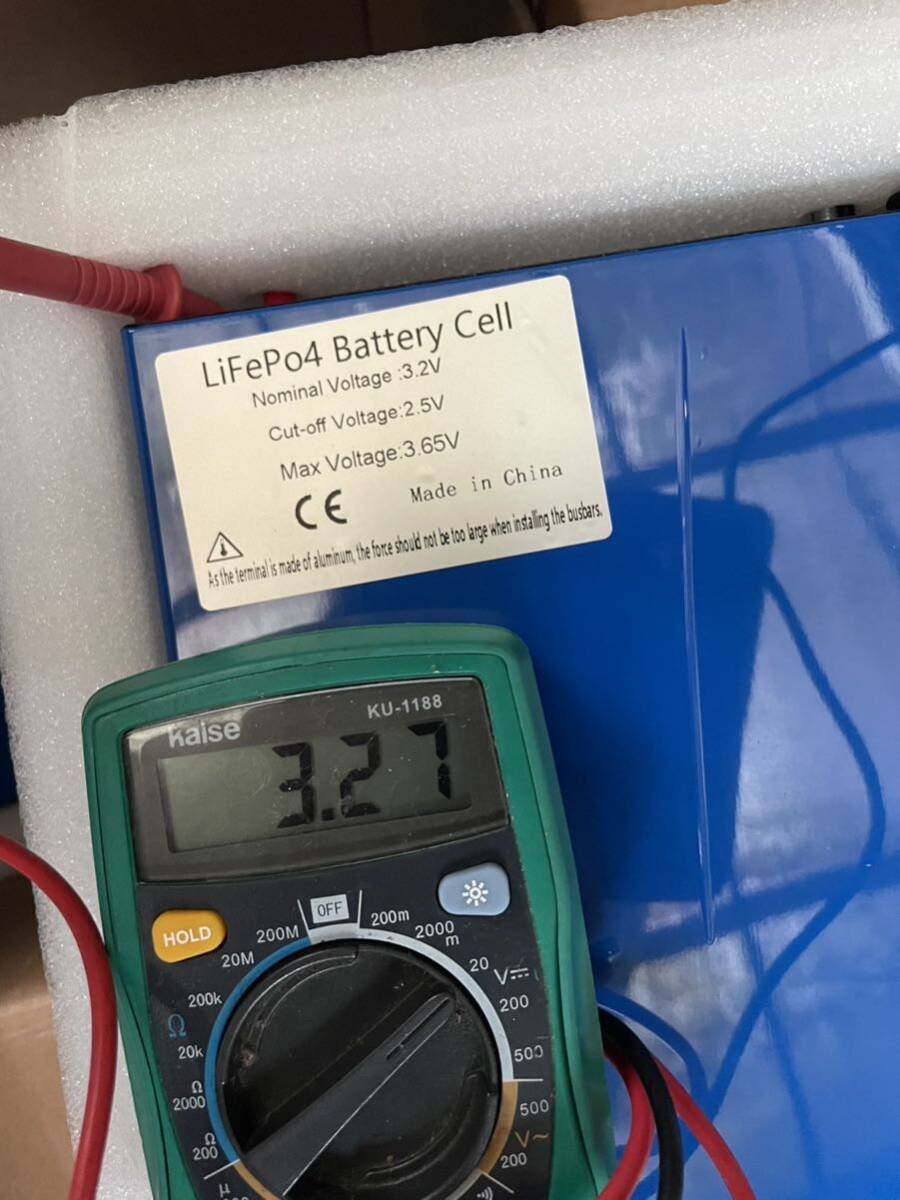 LiFePo4 Battery Cell
Nominal Voltage :3.2V
Cut-off Voltage:2.5V
Max Voltage:3.65V
CE Made in China
As the terminal is made of aluminum, the force should not be too large when installing the busbars.
kaise KU-1188
3.27
HOLD
OFF
200m
2000
m
20
V
200
500
500
V~
200
200M
20M
200k
Ω
20k
Ω
2000
Ω
200
µ